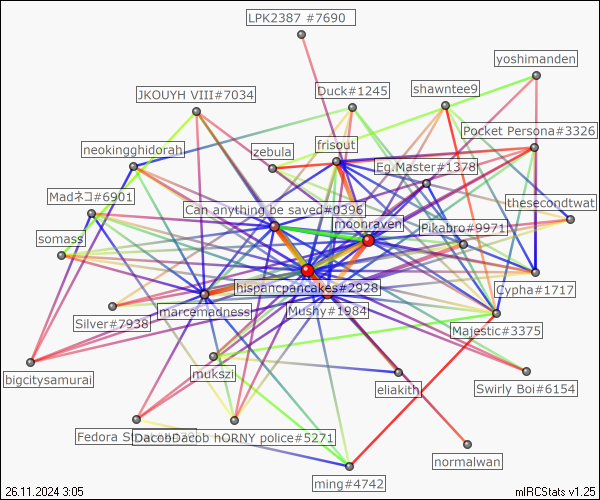 LPK2387 #7690
yoshimanden
Duck#1245
shawntee9
JKOUYH VIII#7034
Pocket Persona#3326
frisout
neokingghidorah
zebula
Eg.Master#1378
Madネコ#6901
thesecondtwat
Can anything be saved#0396
moonraven
Pikabro#9971
somass
hispancpancakes#2928
Cypha#1717
marcemadness
Mushy#1984
Silver#7938
Majestic#3375
bigcitysamurai
mukszi
eliakith
Swirly Boi#6154
Fedora
DacobĐacob hORNY police#5271
normalwan
ming#4742
26.11.2024 3:05
mIRCStats v1.25